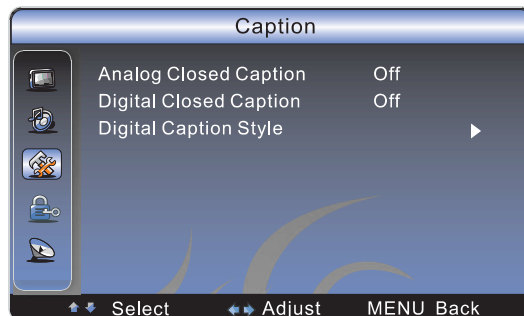 Caption
Analog Closed Caption Off
Digital Closed Caption Off
Digital Caption Style
Select Adjust MENU Back